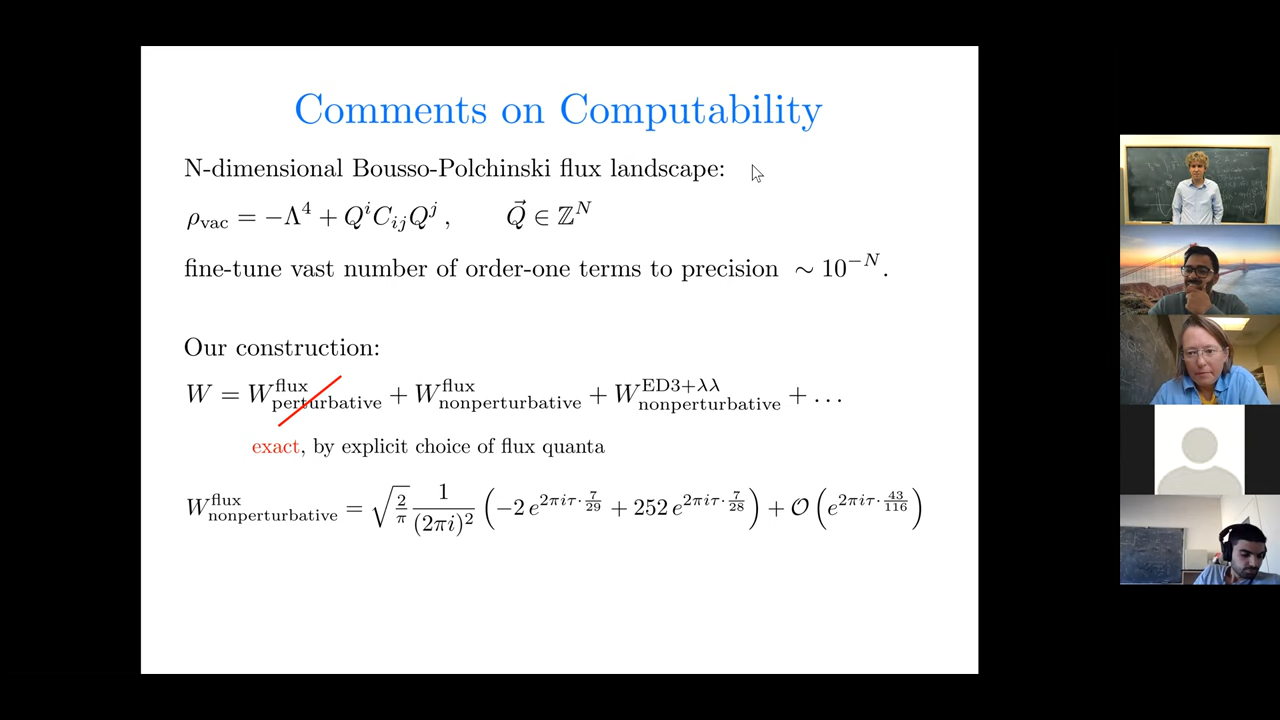 Comments on Computability
N-dimensional Bousso-Polchinski flux landscape:
ρ_vac = −Λ⁴ + Q^i C_ij Q^j , Q⃗ ∈ ℤ^N
fine-tune vast number of order-one terms to precision ∼ 10^−N.
Our construction:
W = W^flux_perturbative + W^flux_nonperturbative + W^ED3+λλ_nonperturbative + …
exact, by explicit choice of flux quanta
W^flux_nonperturbative = √(2/π) 1/(2πi)² (−2 e^{2πiτ·7/29} + 252 e^{2πiτ·7/28}) + 𝒪(e^{2πiτ·43/116})